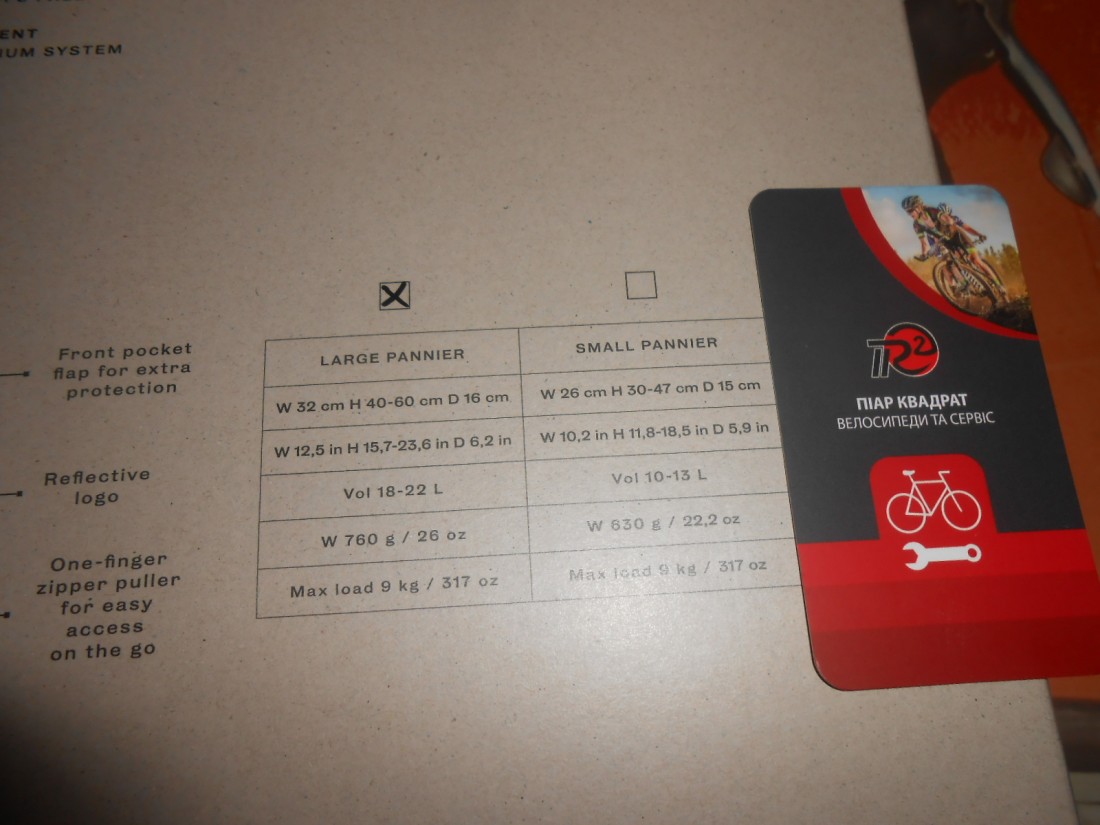 ENT
IUM SYSTEM
Front pocket
flap for extra
protection
Reflective
logo
One-finger
zipper puller
for easy
access
on the go
LARGE PANNIER SMALL PANNIER
W 32 cm H 40-60 cm D 16 cm W 26 cm H 30-47 cm D 15 cm
W 12,5 in H 15,7-23,6 in D 6,2 in W 10,2 in H 11,8-18,5 in D 5,9 in
Vol 18-22 L Vol 10-13 L
W 760 g / 26 oz W 630 g / 22,2 oz
Max load 9 kg / 317 oz Max load 9 kg / 317 oz
ПІАР КВАДРАТ
ВЕЛОСИПЕДИ ТА СЕРВІС